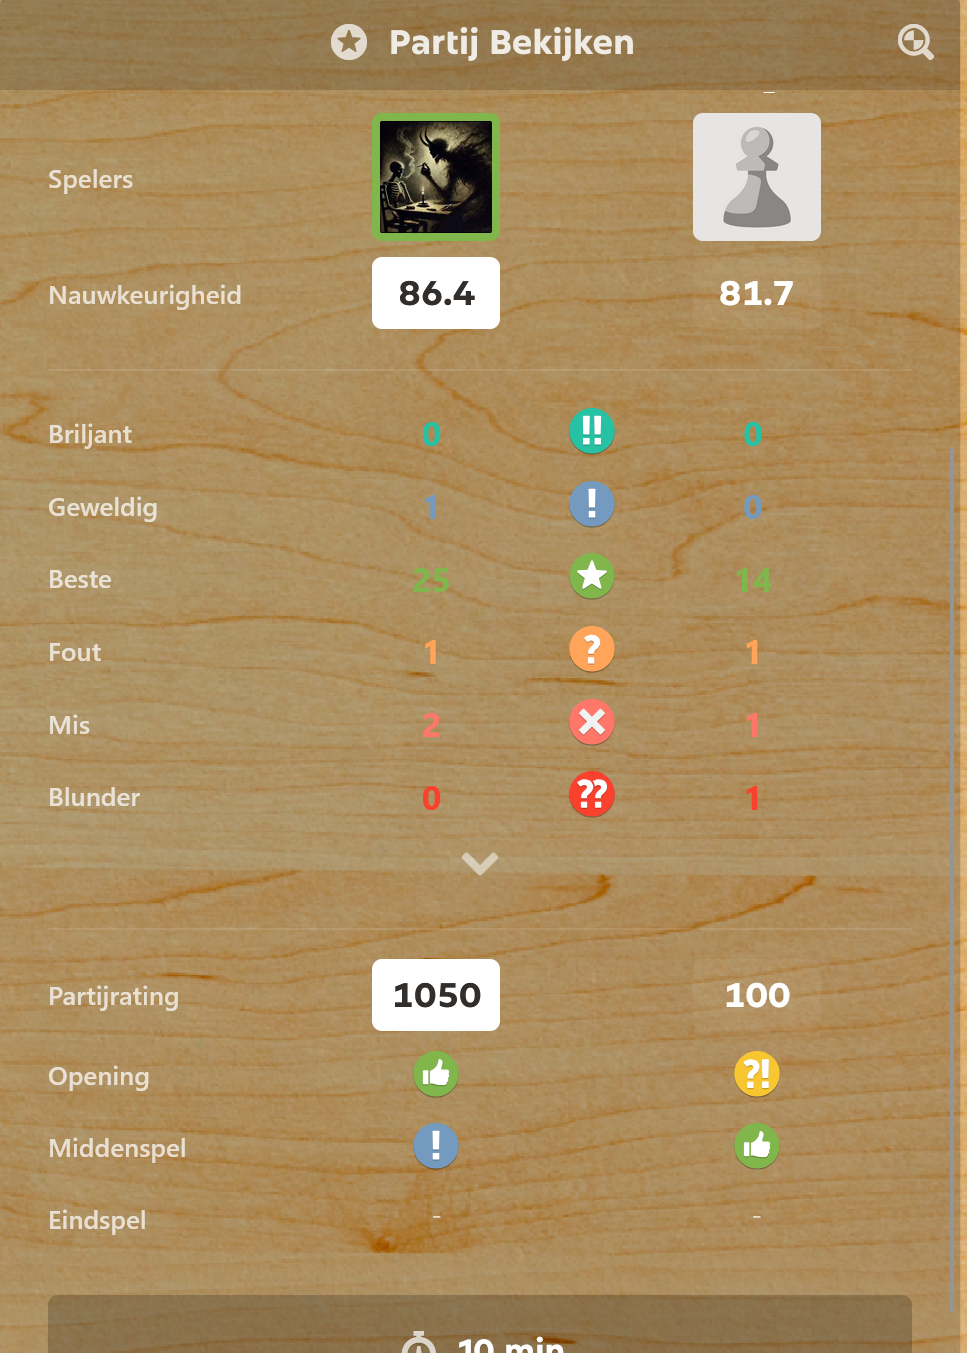 Partij Bekijken
Spelers
Nauwkeurigheid 86.4 81.7
Briljant 0 !! 0
Geweldig 1 ! 0
Beste 25 14
Fout 1 ? 1
Mis 2 1
Blunder 0 ?? 1
Partijrating 1050 100
Opening ?!
Middenspel !
Eindspel - -
10 min